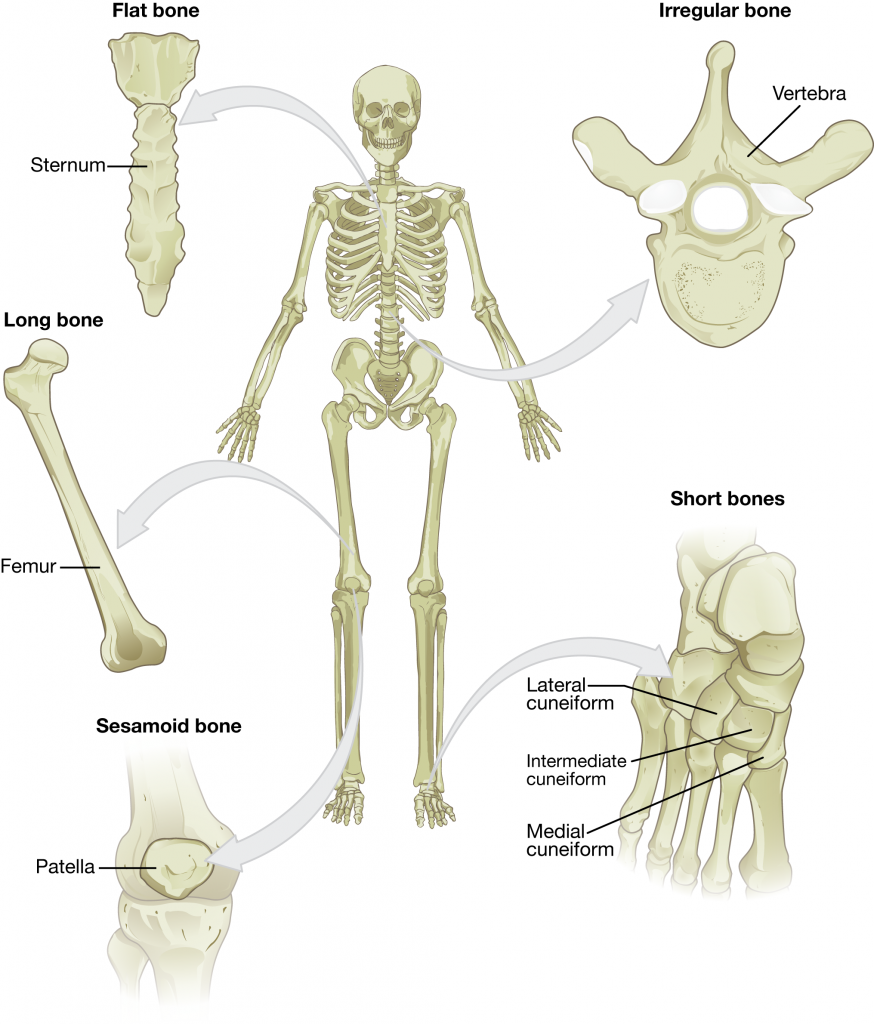 Flat bone
Irregular bone
Vertebra
Sternum
Long bone
Femur
Short bones
Lateral
cuneiform
Intermediate
cuneiform
Medial
cuneiform
Sesamoid bone
Patella